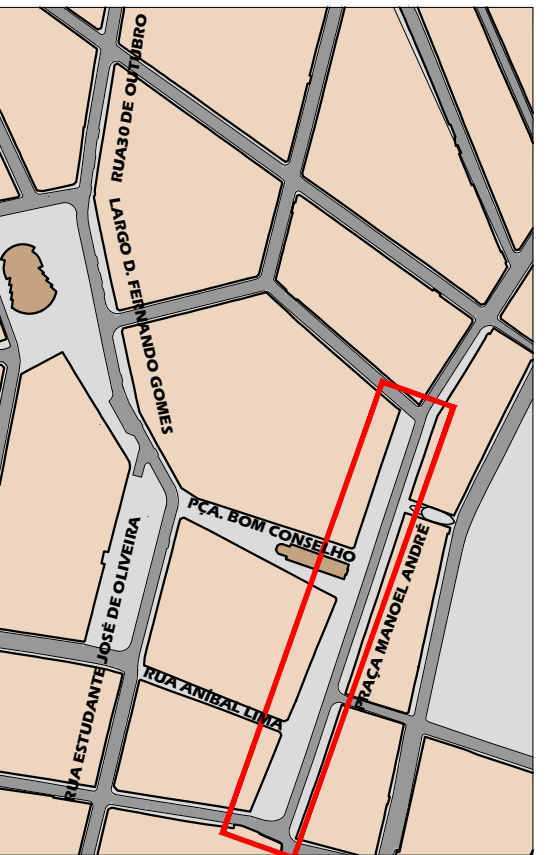 RUA30 DE OUTUBRO
LARGO D. FERNANDO GOMES
PÇA. BOM CONSELHO
PRAÇA MANOEL ANDRÉ
RUA ESTUDANTE JOSÉ DE OLIVEIRA
RUA ANÍBAL LIMA